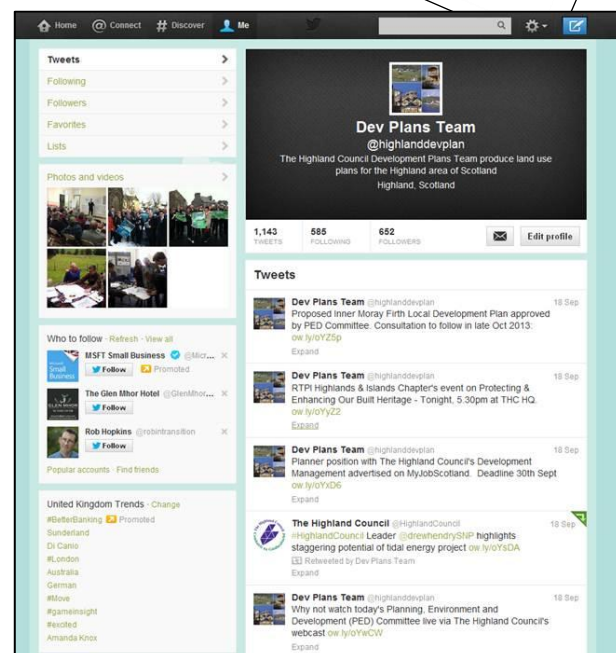 Home @ Connect # Discover Me
Tweets
Following
Followers
Favorites
Lists
Photos and videos
Who to follow · Refresh · View all
MSFT Small Business @Micr... ×
Small Business
Follow Promoted
The Glen Mhor Hotel @GlenMhor... ×
Follow
Rob Hopkins @robintransition ×
Follow
Popular accounts · Find friends
United Kingdom Trends · Change
#BetterBanking Promoted
Sunderland
Di Canio
#London
Australia
German
#Move
#gameinsight
#excited
Amanda Knox
Dev Plans Team
@highlanddevplan
The Highland Council Development Plans Team produce land use
plans for the Highland area of Scotland
Highland, Scotland
1,143 585 652
TWEETS FOLLOWING FOLLOWERS
Edit profile
Tweets
Dev Plans Team @highlanddevplan 18 Sep
Proposed Inner Moray Firth Local Development Plan approved
by PED Committee. Consultation to follow in late Oct 2013.
ow.ly/oYZ5p
Expand
Dev Plans Team @highlanddevplan 18 Sep
RTPI Highlands & Islands Chapter's event on Protecting &
Enhancing Our Built Heritage - Tonight, 5.30pm at THC HQ.
ow.ly/oYyZ2
Expand
Dev Plans Team @highlanddevplan 18 Sep
Planner position with The Highland Council's Development
Management advertised on MyJobScotland. Deadline 30th Sept
ow.ly/oYxD6
Expand
The Highland Council @HighlandCouncil 18 Sep
#HighlandCouncil Leader @drewhendrySNP highlights
staggering potential of tidal energy project ow.ly/oYsDA
Retweeted by Dev Plans Team
Expand
Dev Plans Team @highlanddevplan 18 Sep
Why not watch today's Planning, Environment and
Development (PED) Committee live via The Highland Council's
webcast ow.ly/oYwCW
Expand